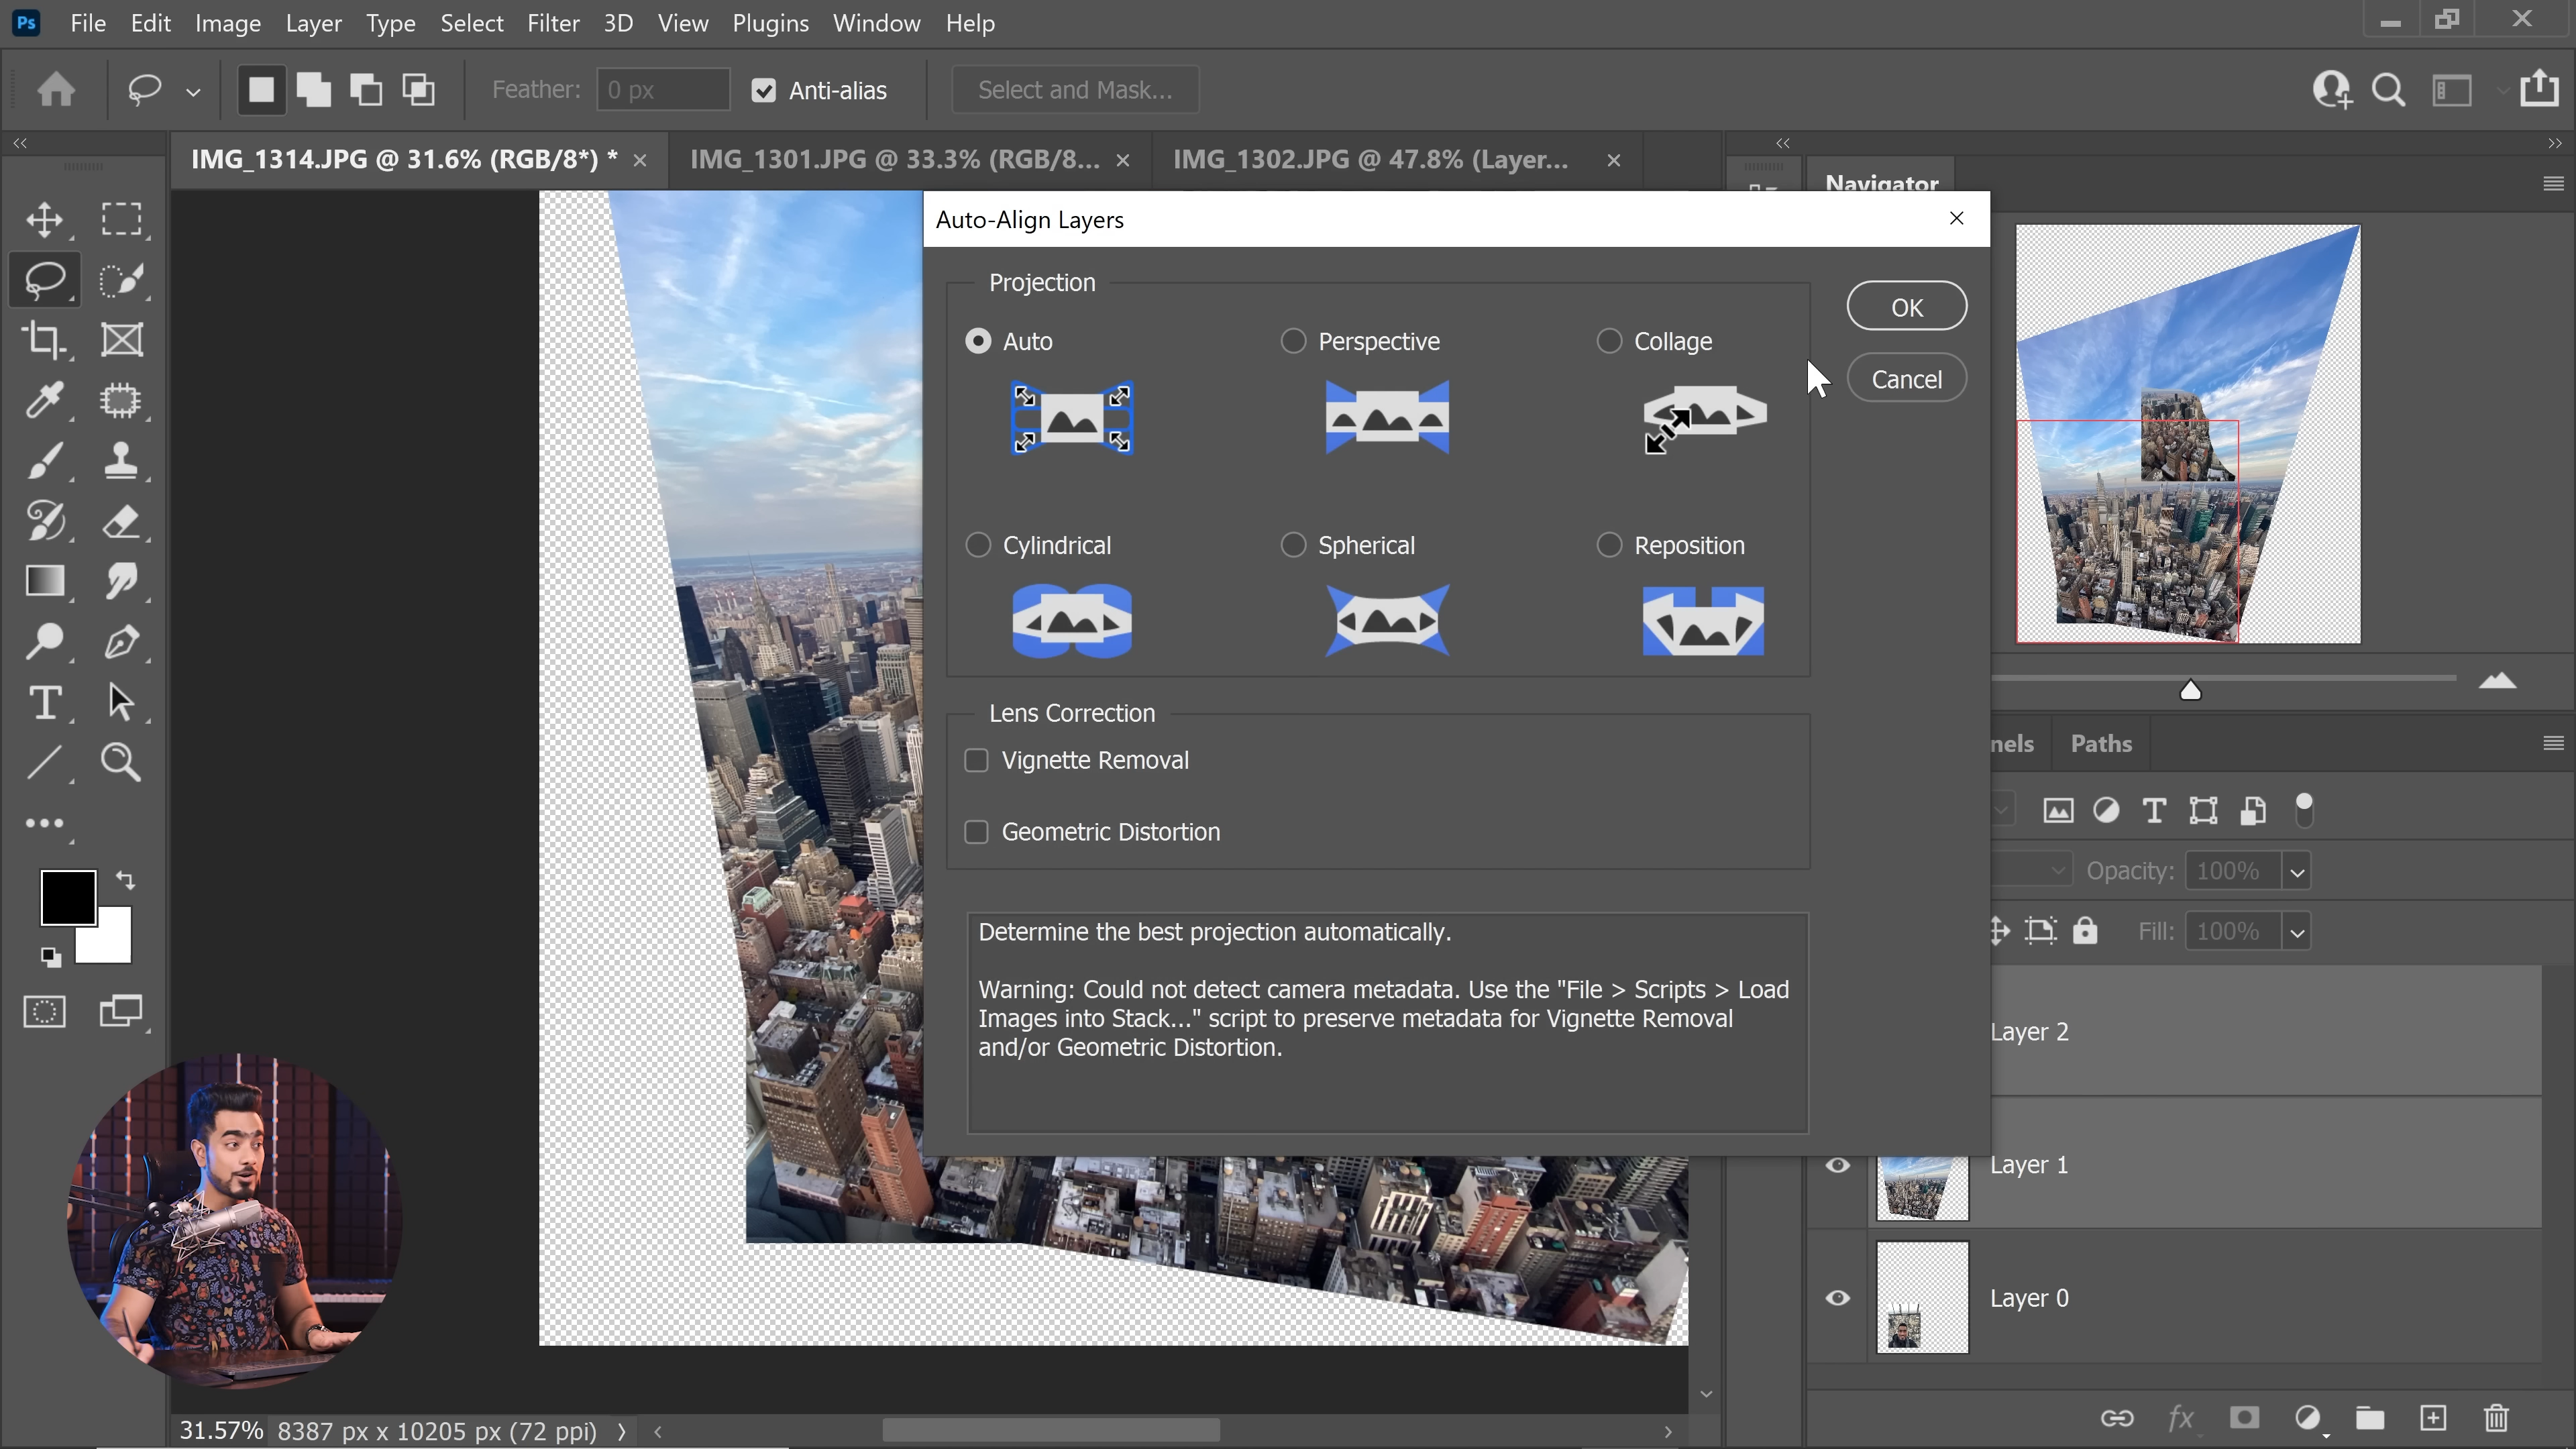 Ps File Edit Image Layer Type Select Filter 3D View Plugins Window Help
Feather: 0 px Anti-alias Select and Mask...
IMG_1314.JPG @ 31.6% (RGB/8*) * IMG_1301.JPG @ 33.3% (RGB/8... IMG_1302.JPG @ 47.8% (Layer...
Navigator
Auto-Align Layers
Projection
OK
Auto Perspective Collage
Cancel
Cylindrical Spherical Reposition
Lens Correction
Vignette Removal
Geometric Distortion
Determine the best projection automatically.
Warning: Could not detect camera metadata. Use the "File > Scripts > Load
Images into Stack..." script to preserve metadata for Vignette Removal
and/or Geometric Distortion.
nels Paths
Opacity: 100%
Fill: 100%
Layer 2
Layer 1
Layer 0
fx
31.57% 8387 px x 10205 px (72 ppi)